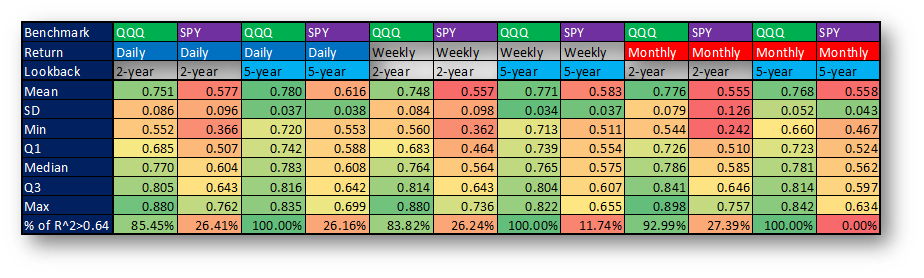 Benchmark QQQ SPY QQQ SPY QQQ SPY QQQ SPY QQQ SPY QQQ SPY
Return Daily Daily Daily Daily Weekly Weekly Weekly Weekly Monthly Monthly Monthly Monthly
Lookback 2-year 2-year 5-year 5-year 2-year 2-year 5-year 5-year 2-year 2-year 5-year 5-year
Mean 0.751 0.577 0.780 0.616 0.748 0.557 0.771 0.583 0.776 0.555 0.768 0.558
SD 0.086 0.096 0.037 0.038 0.084 0.098 0.034 0.037 0.079 0.126 0.052 0.043
Min 0.552 0.366 0.720 0.553 0.560 0.362 0.713 0.511 0.544 0.242 0.660 0.467
Q1 0.685 0.507 0.742 0.588 0.683 0.464 0.739 0.554 0.726 0.510 0.723 0.524
Median 0.770 0.604 0.783 0.608 0.764 0.564 0.765 0.575 0.786 0.585 0.781 0.562
Q3 0.805 0.643 0.816 0.642 0.814 0.643 0.804 0.607 0.841 0.646 0.814 0.597
Max 0.880 0.762 0.835 0.699 0.880 0.736 0.822 0.655 0.898 0.757 0.842 0.634
% of R^2>0.64 85.45% 26.41% 100.00% 26.16% 83.82% 26.24% 100.00% 11.74% 92.99% 27.39% 100.00% 0.00%